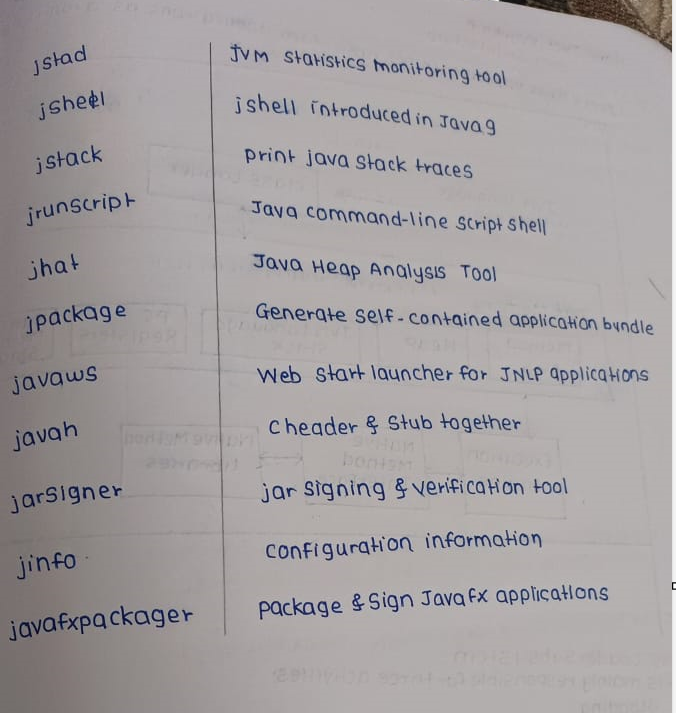 jstad JVM statistics monitoring tool
jsheel jshell introduced in Java 9
jstack print java stack traces
jrunscript Java command-line script shell
jhat Java Heap Analysis Tool
jpackage Generate self-contained application bundle
javaws Web Start launcher for JNLP applications
javah C header & Stub together
jarsigner jar signing & verification tool
jinfo configuration information
javafxpackager package & Sign Javafx applications